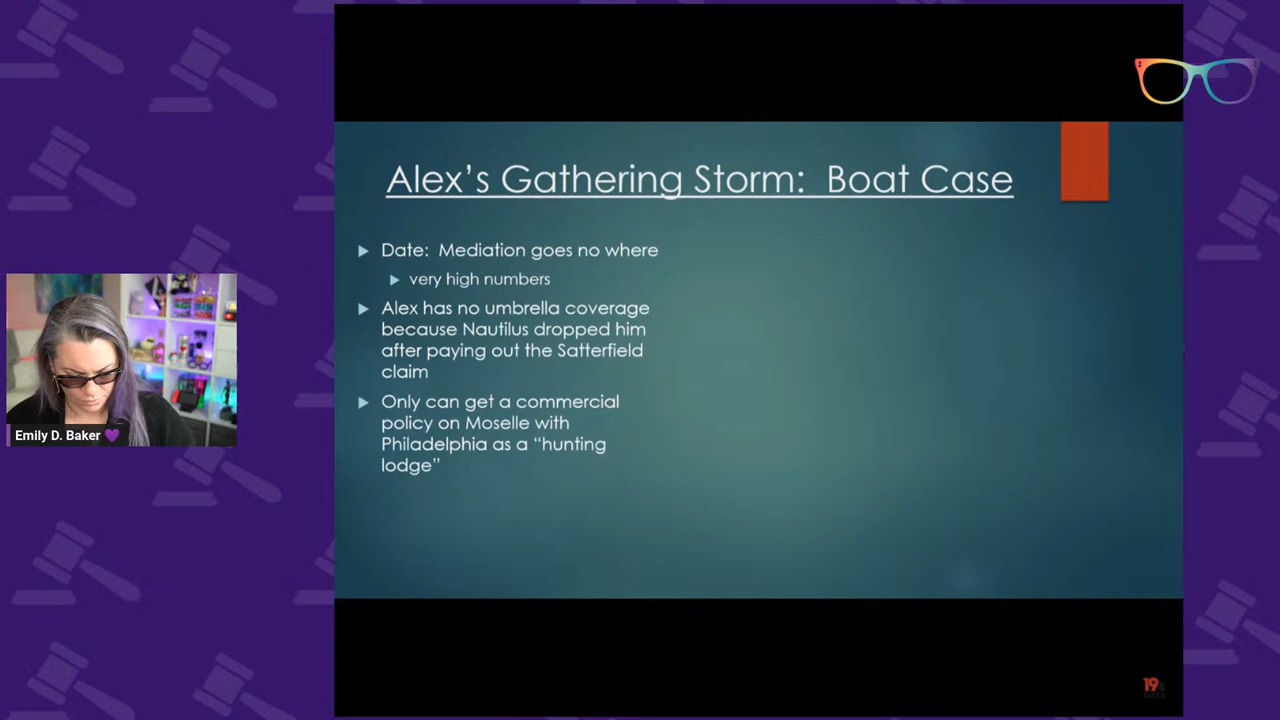 Alex’s Gathering Storm: Boat Case
Date: Mediation goes no where
very high numbers
Alex has no umbrella coverage
because Nautilus dropped him
after paying out the Satterfield
claim
Only can get a commercial
policy on Moselle with
Philadelphia as a “hunting
lodge”
Emily D. Baker 💜
19